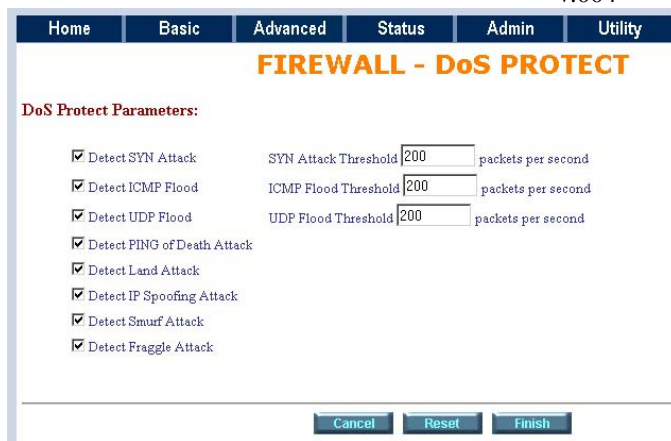 Home Basic Advanced Status Admin Utility
FIREWALL - DoS PROTECT
DoS Protect Parameters:
Detect SYN Attack SYN Attack Threshold 200 packets per second
Detect ICMP Flood ICMP Flood Threshold 200 packets per second
Detect UDP Flood UDP Flood Threshold 200 packets per second
Detect PING of Death Attack
Detect Land Attack
Detect IP Spoofing Attack
Detect Smurf Attack
Detect Fraggle Attack
Cancel Reset Finish